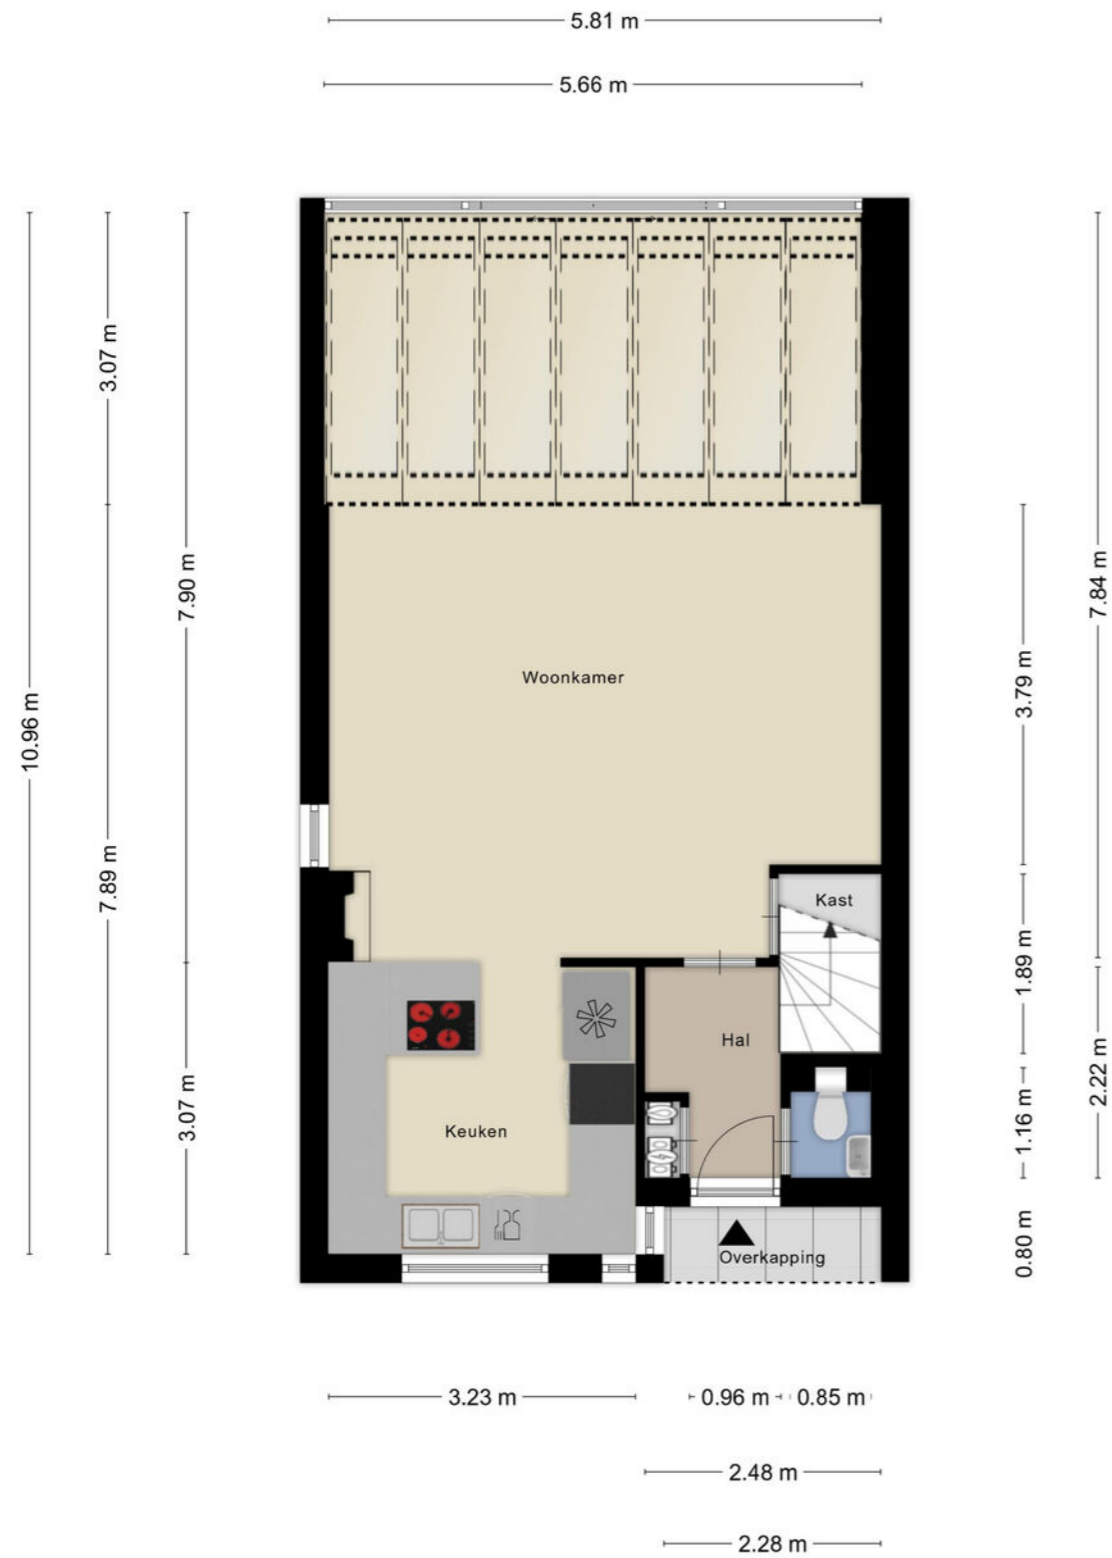 5.81 m
5.66 m
3.07 m
7.90 m
7.84 m
3.79 m
Woonkamer
10.96 m
7.89 m
Kast
1.89 m
Hal
2.22 m
3.07 m
1.16 m
Keuken
0.80 m
Overkapping
3.23 m
0.96 m
0.85 m
2.48 m
2.28 m